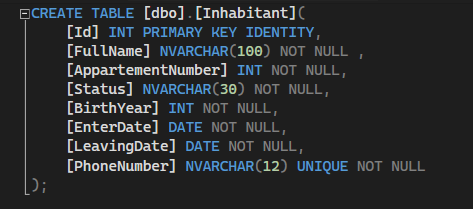 CREATE TABLE [dbo].[Inhabitant](
[Id] INT PRIMARY KEY IDENTITY,
[FullName] NVARCHAR(100) NOT NULL ,
[AppartementNumber] INT NOT NULL,
[Status] NVARCHAR(30) NOT NULL,
[BirthYear] INT NOT NULL,
[EnterDate] DATE NOT NULL,
[LeavingDate] DATE NOT NULL,
[PhoneNumber] NVARCHAR(12) UNIQUE NOT NULL
);